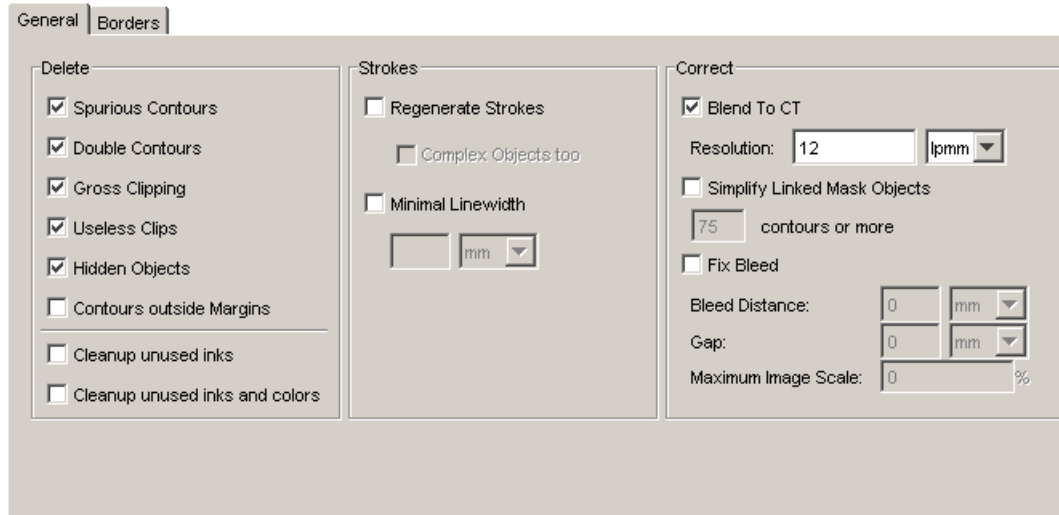 General
Borders
Delete
Spurious Contours
Double Contours
Gross Clipping
Useless Clips
Hidden Objects
Contours outside Margins
Cleanup unused inks
Cleanup unused inks and colors
Strokes
Regenerate Strokes
Complex Objects too
Minimal Linewidth
mm
Correct
Blend To CT
Resolution: 12 lpmm
Simplify Linked Mask Objects
75 contours or more
Fix Bleed
Bleed Distance: 0 mm
Gap: 0 mm
Maximum Image Scale: 0 %